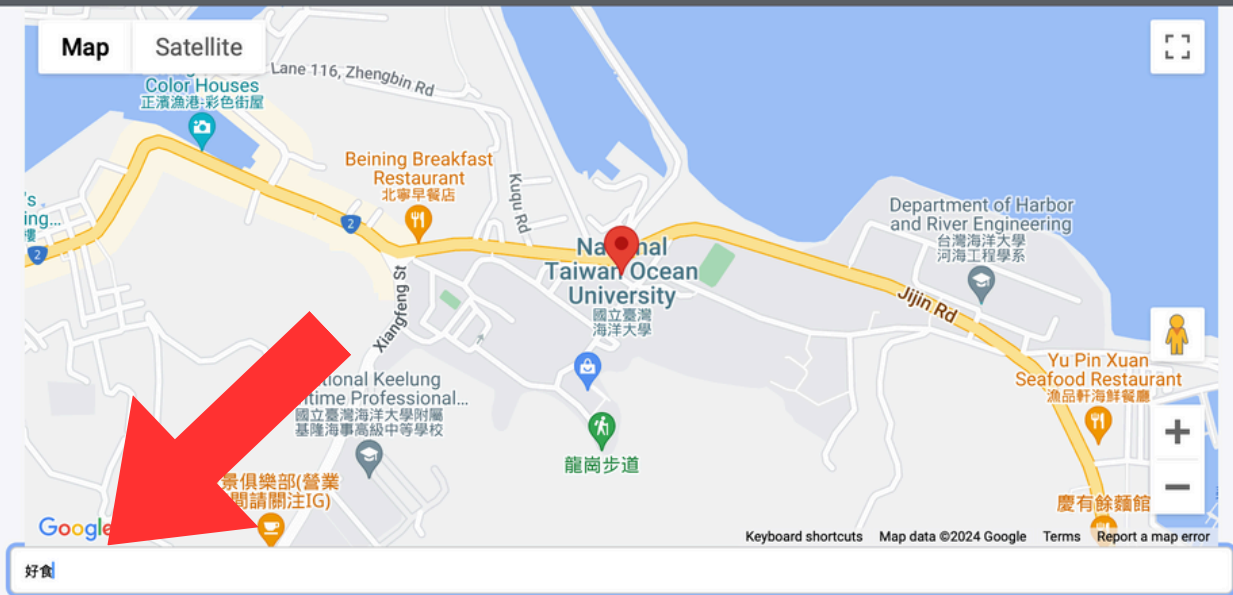 Map
Satellite
Lane 116, Zhengbin Rd
Color Houses
正濱漁港-彩色街屋
Beining Breakfast
Restaurant
北寧早餐店
Kuqu Rd
's
ing...
樓
2
2
Department of Harbor
and River Engineering
台灣海洋大學
河海工程學系
National
Taiwan Ocean
University
國立臺灣
海洋大學
Jijin Rd
Xiangfeng St
Yu Pin Xuan
Seafood Restaurant
漁品軒海鮮餐廳
tional Keelung
time Professional...
國立臺灣海洋大學附屬
基隆海事高級中等學校
龍崗步道
景俱樂部(營業
間請關注IG)
慶有餘麵館
Google
Keyboard shortcuts
Map data ©2024 Google
Terms
Report a map error
好食